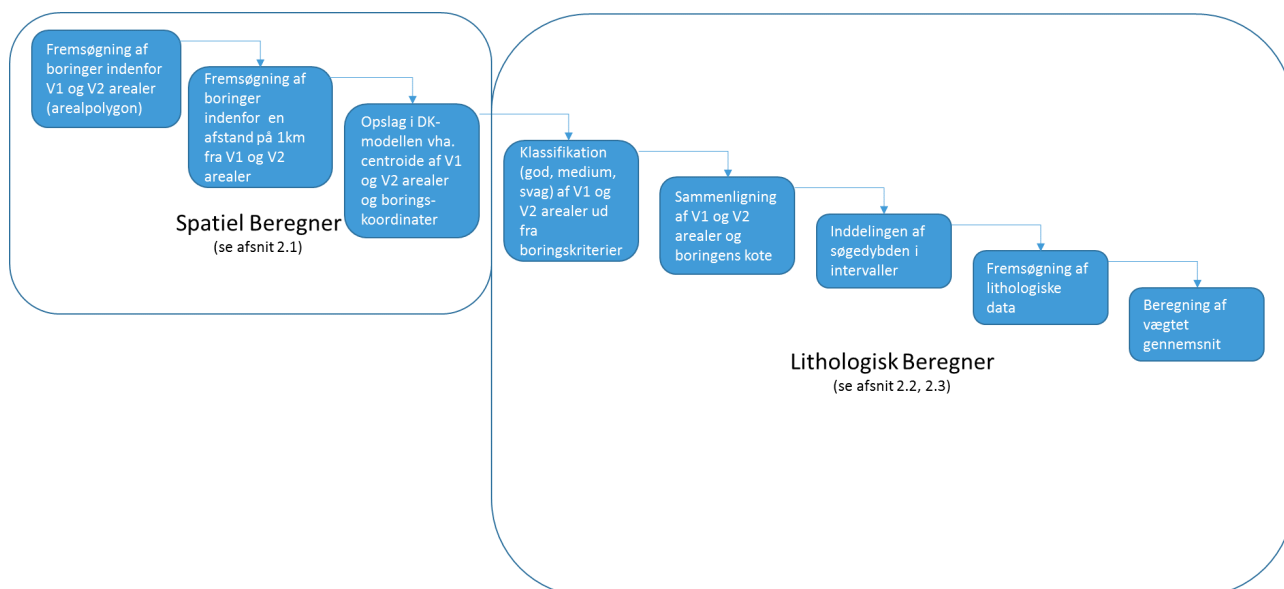 Fremsøgning af
boringer indenfor
V1 og V2 arealer
(arealpolygon)
Fremsøgning af
boringer
indenfor en
afstand på 1km
fra V1 og V2
arealer
Opslag i DK-
modellen vha.
centroide af V1
og V2 arealer
og borings-
koordinater
Spatiel Beregner
(se afsnit 2.1)
Klassifikation
(god, medium,
svag) af V1 og
V2 arealer ud
fra
boringskriterier
Sammenligning
af V1 og V2
arealer og
boringens kote
Inddelingen af
søgedybden i
intervaller
Fremsøgning af
lithologiske
data
Beregning af
vægtet
gennemsnit
Lithologisk Beregner
(se afsnit 2.2, 2.3)